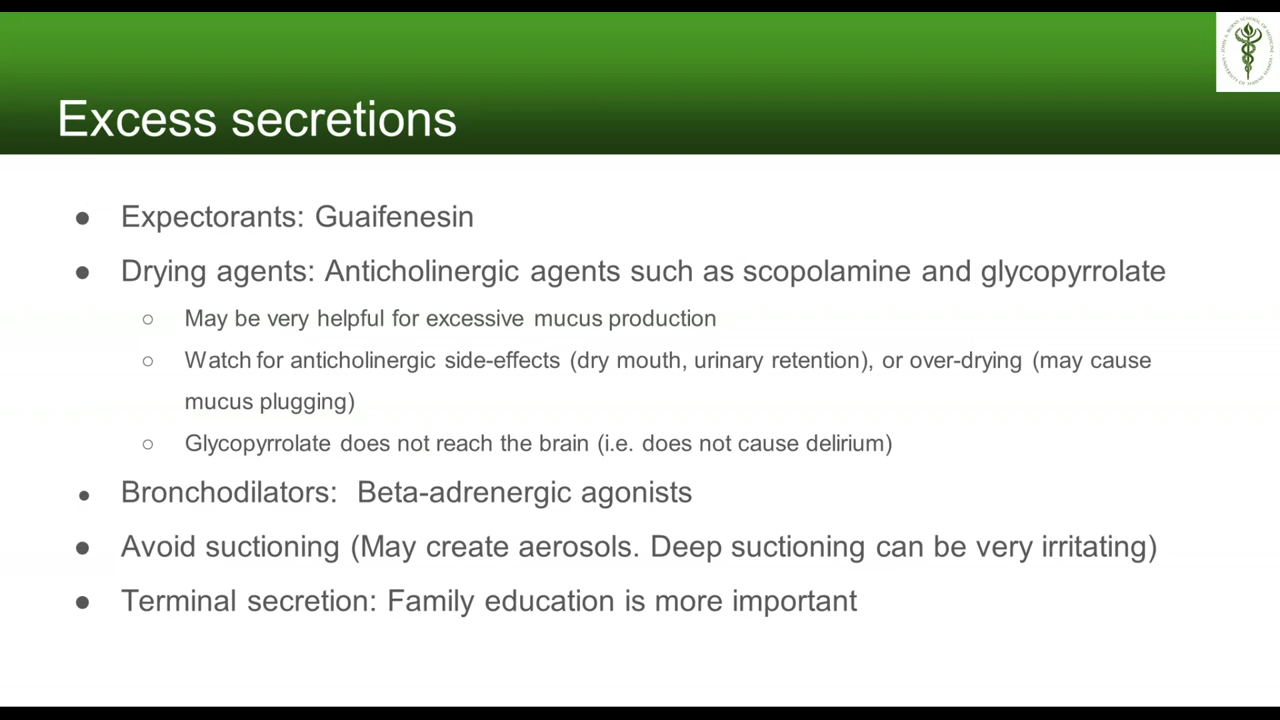 Excess secretions
● Expectorants: Guaifenesin
● Drying agents: Anticholinergic agents such as scopolamine and glycopyrrolate
○ May be very helpful for excessive mucus production
○ Watch for anticholinergic side-effects (dry mouth, urinary retention), or over-drying (may cause
mucus plugging)
○ Glycopyrrolate does not reach the brain (i.e. does not cause delirium)
● Bronchodilators: Beta-adrenergic agonists
● Avoid suctioning (May create aerosols. Deep suctioning can be very irritating)
● Terminal secretion: Family education is more important